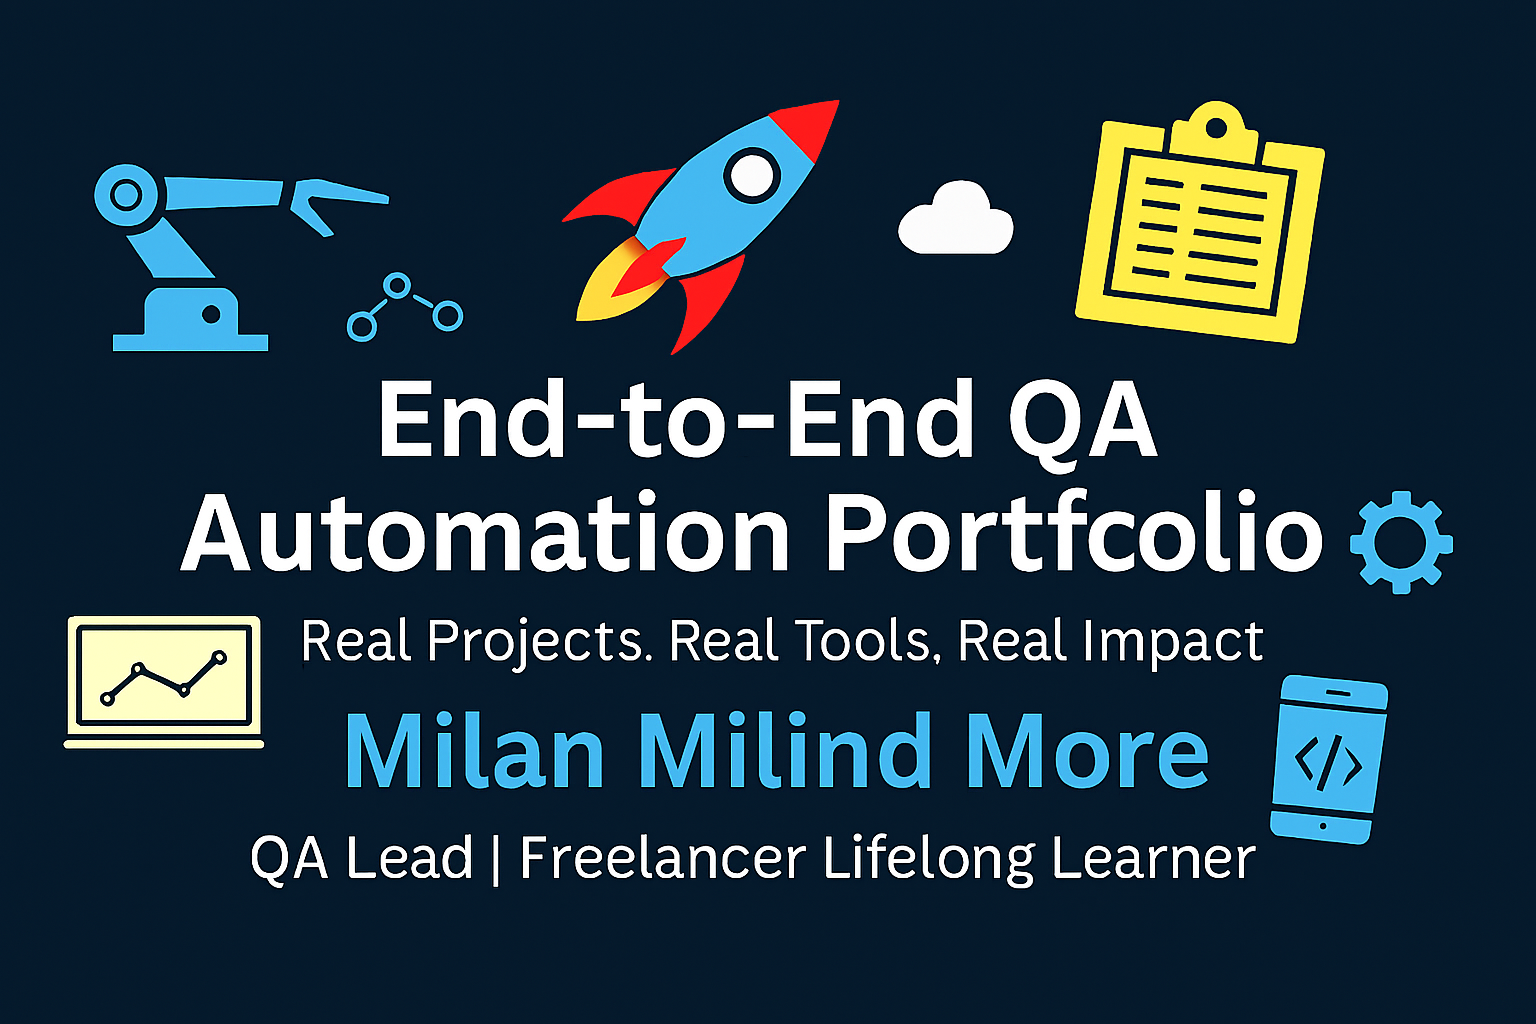 End-to-End QA
Automation Portfcolio
Real Projects. Real Tools, Real Impact
Milan Milind More
QA Lead | Freelancer Lifelong Learner